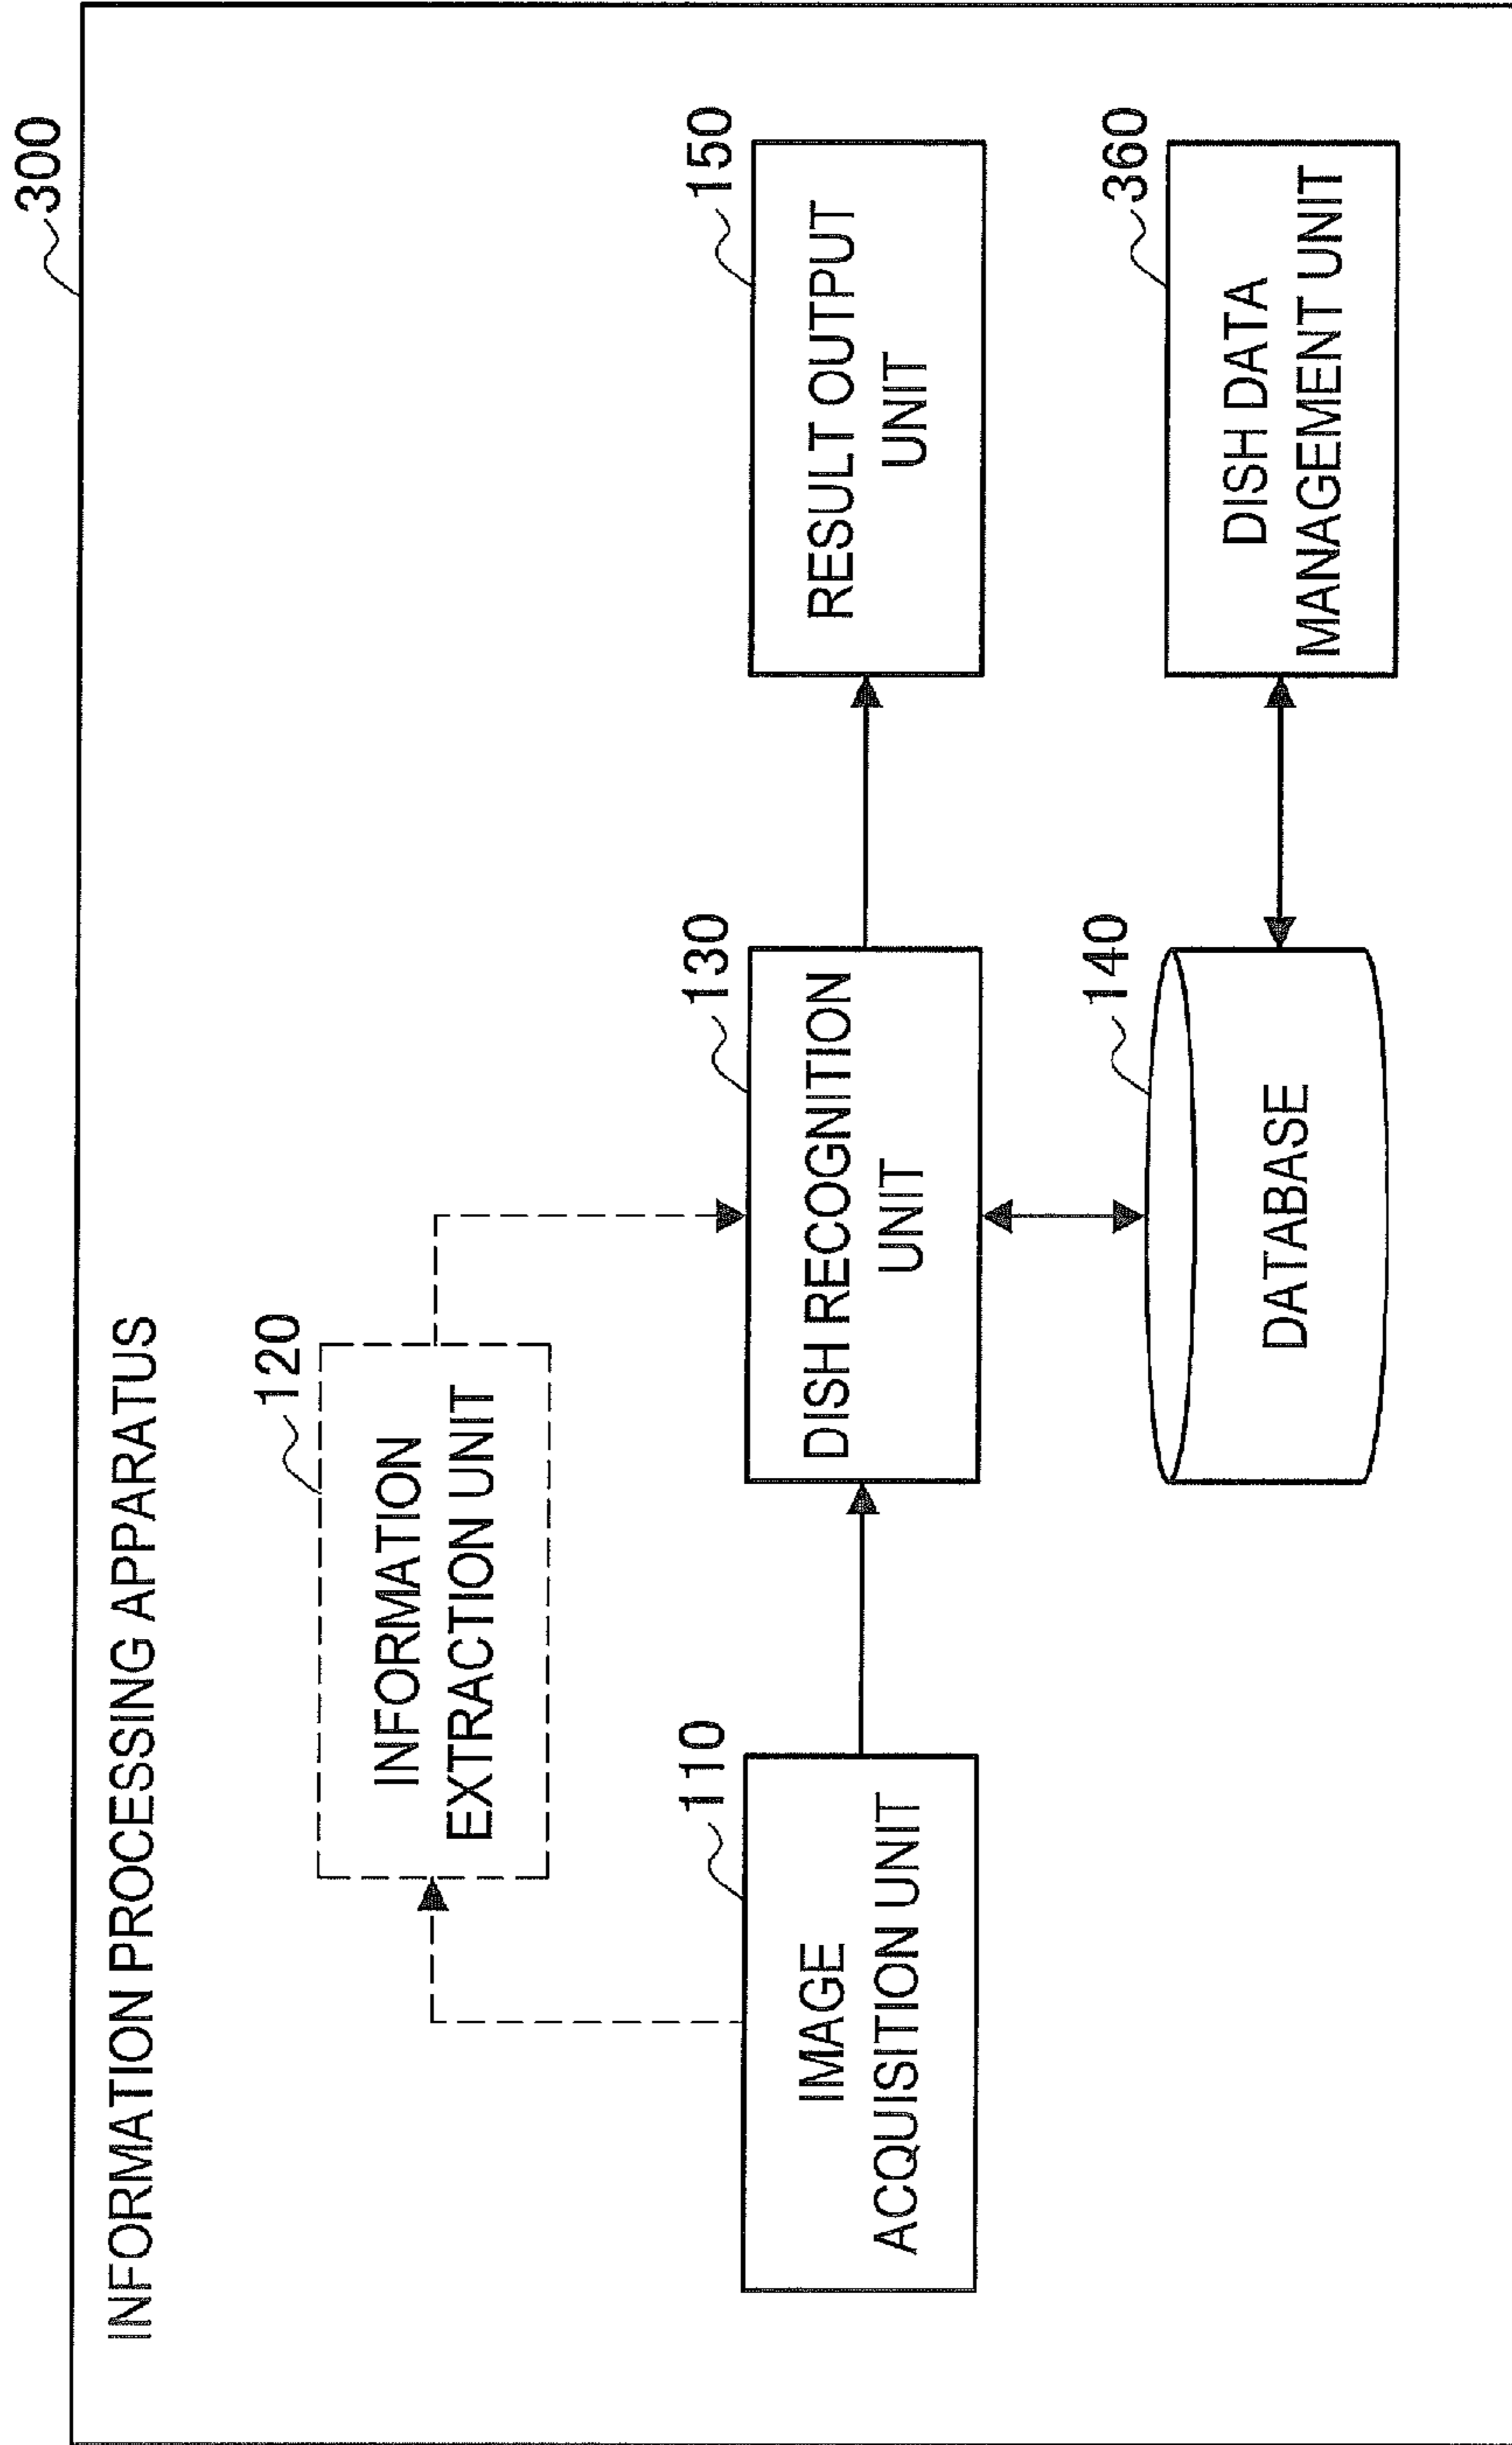 300
INFORMATION PROCESSING APPARATUS
120
INFORMATION
EXTRACTION UNIT
110
IMAGE
ACQUISITION UNIT
130
DISH RECOGNITION
UNIT
150
RESULT OUTPUT
UNIT
140
DATABASE
360
DISH DATA
MANAGEMENT UNIT